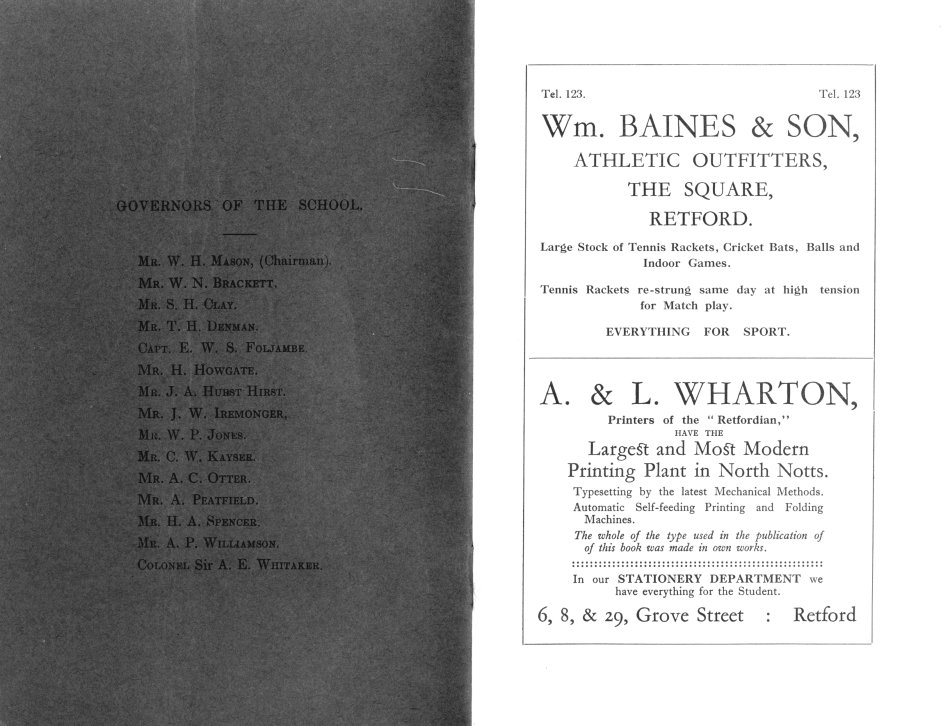 GOVERNORS OF THE SCHOOL.
MR. W. H. MASON, (Chairman).
MR. W. N. BRACKETT.
MR. S. H. CLAY.
MR. T. H. DENMAN.
CAPT. E. W. S. FOLJAMBE.
MR. H. HOWGATE.
MR. J. A. HURST HIRST.
MR. J. W. IREMONGER.
MR. W. P. JONES.
MR. C. W. KAYSER.
MR. A. C. OTTER.
MR. A. PEATFIELD.
MR. H. A. SPENCER.
MR. A. P. WILLIAMSON.
COLONEL Sir A. E. WHITAKER.
Tel. 123. Tel. 123
Wm. BAINES & SON,
ATHLETIC OUTFITTERS,
THE SQUARE,
RETFORD.
Large Stock of Tennis Rackets, Cricket Bats, Balls and
Indoor Games.
Tennis Rackets re-strung same day at high tension
for Match play.
EVERYTHING FOR SPORT.
A. & L. WHARTON,
Printers of the "Retfordian,"
HAVE THE
Largest and Most Modern
Printing Plant in North Notts.
Typesetting by the latest Mechanical Methods.
Automatic Self-feeding Printing and Folding
Machines.
The whole of the type used in the publication of
of this book was made in own works.
In our STATIONERY DEPARTMENT we
have everything for the Student.
6, 8, & 29, Grove Street : Retford